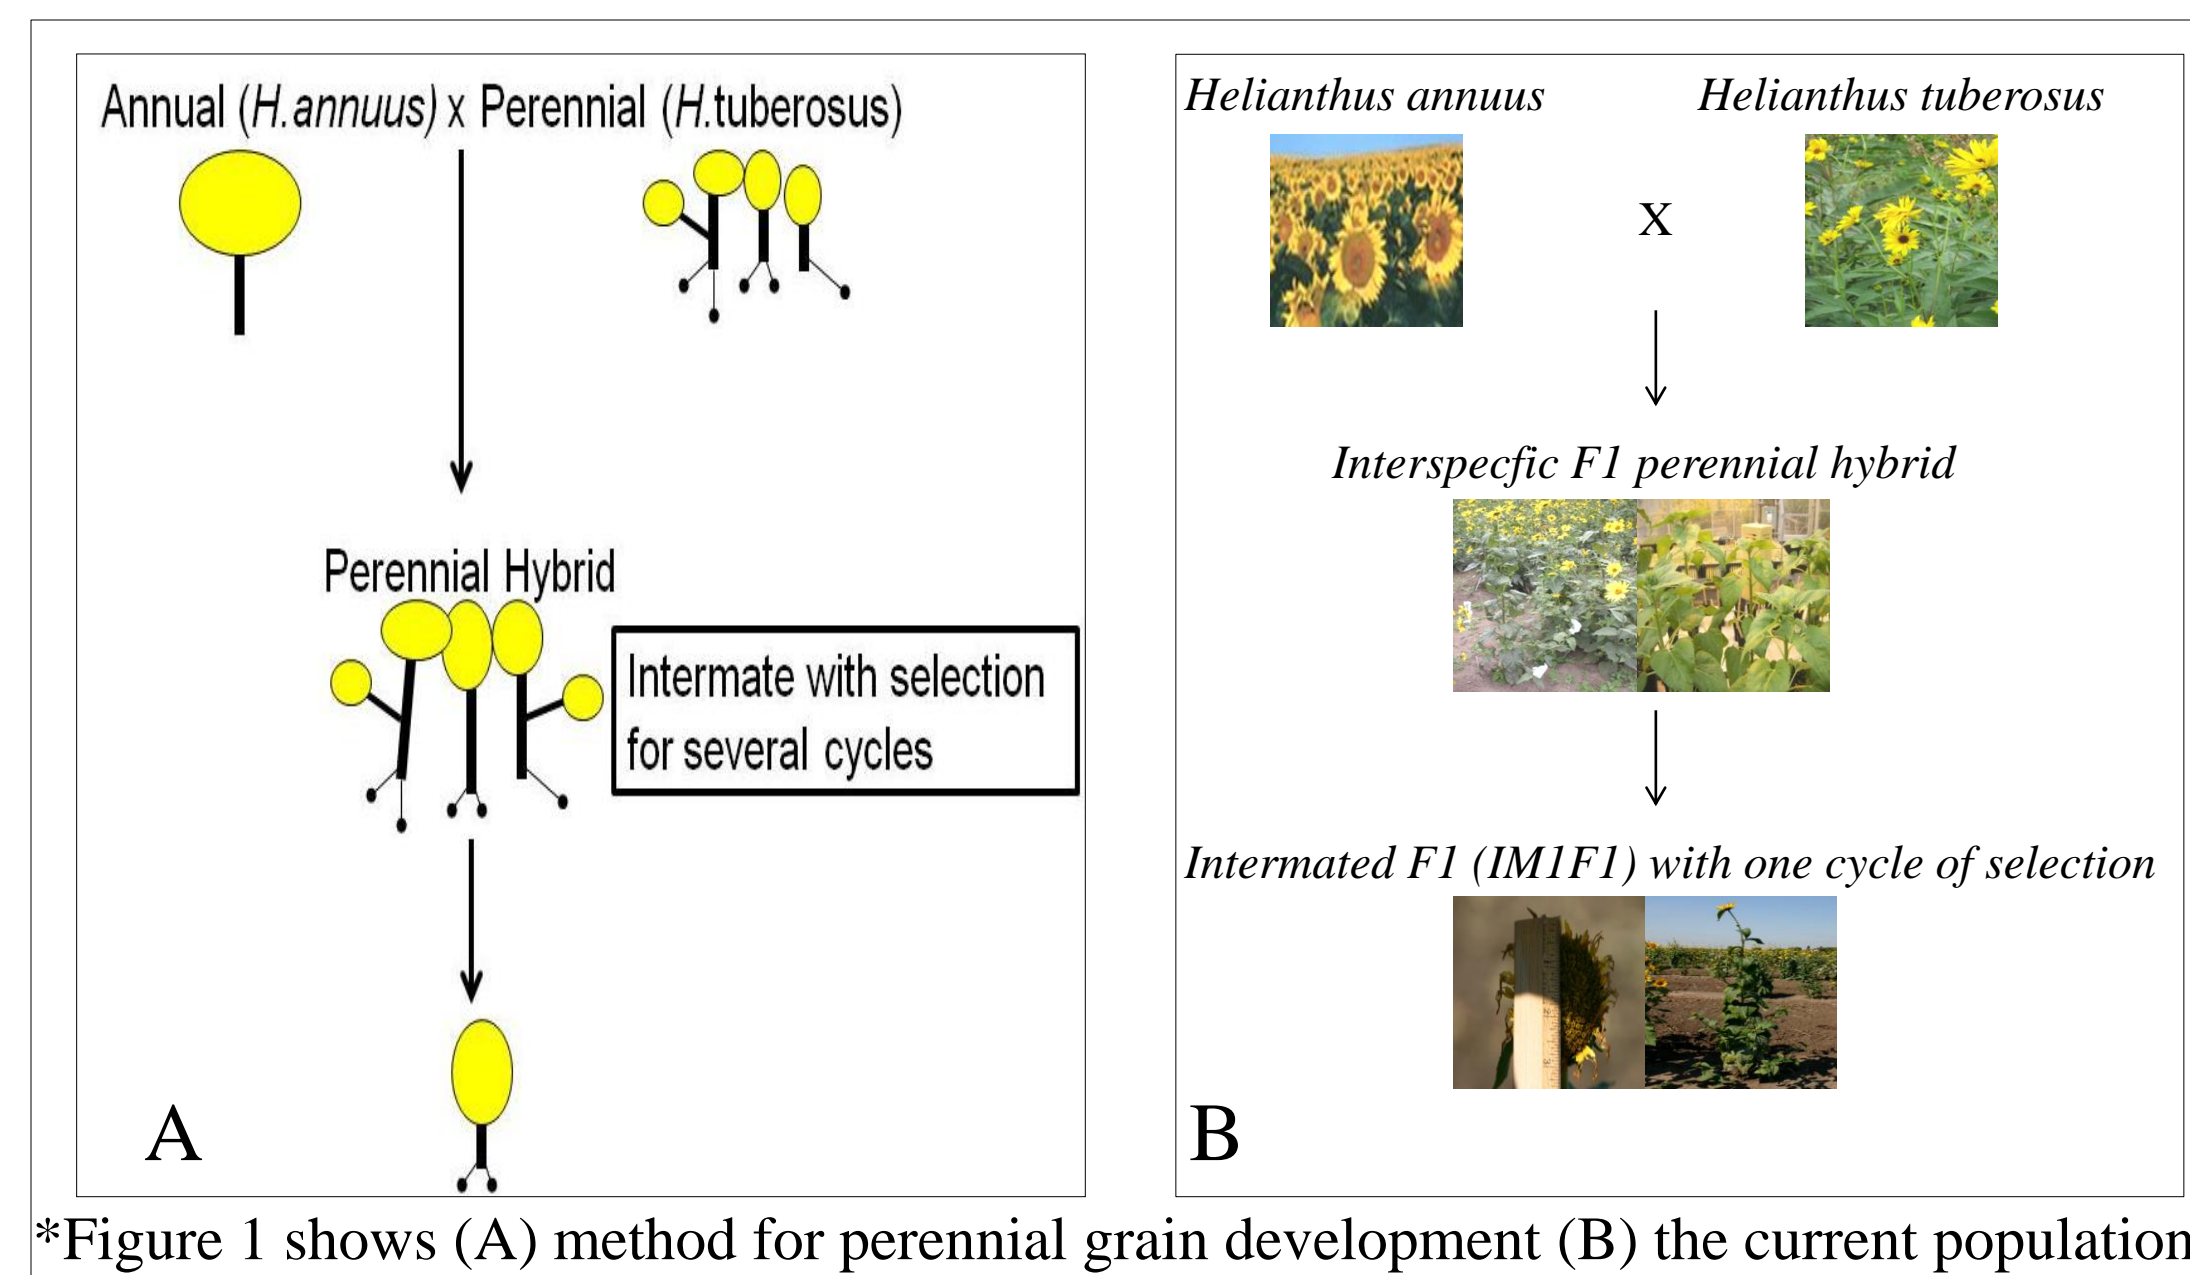 Annual (H.annuus) x Perennial (H.tuberosus)
Perennial Hybrid
Intermate with selection
for several cycles
A
Helianthus annuus
Helianthus tuberosus
X
Interspecfic F1 perennial hybrid
Intermated F1 (IM1F1) with one cycle of selection
B
*Figure 1 shows (A) method for perennial grain development (B) the current population